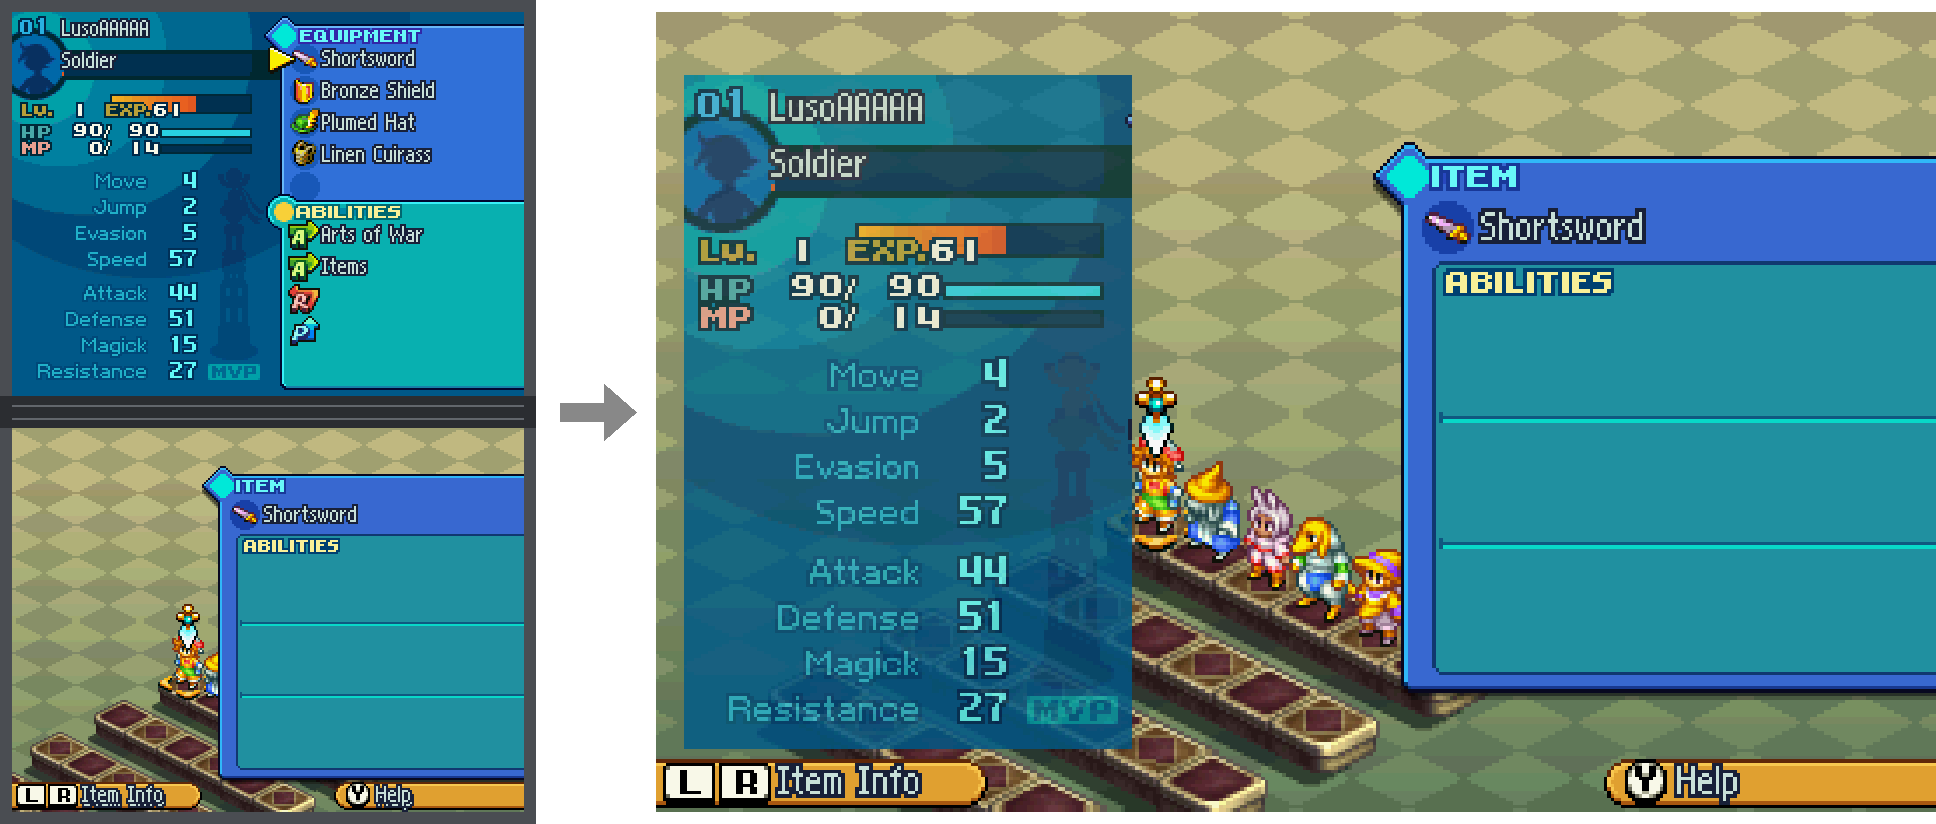 01 LusoAAAAA
Soldier
Lv. 1 EXP. 61
HP 90/ 90
MP 0/ 14
Move 4
Jump 2
Evasion 5
Speed 57
Attack 44
Defense 51
Magick 15
Resistance 27 MVP
EQUIPMENT
Shortsword
Bronze Shield
Plumed Hat
Linen Cuirass
ABILITIES
A Arts of War
A Items
R
P
ITEM
Shortsword
ABILITIES
L R Item Info
Y Help
01 LusoAAAAA
Soldier
Lv. 1 EXP. 61
HP 90/ 90
MP 0/ 14
Move 4
Jump 2
Evasion 5
Speed 57
Attack 44
Defense 51
Magick 15
Resistance 27 MVP
ITEM
Shortsword
ABILITIES
L R Item Info
Y Help